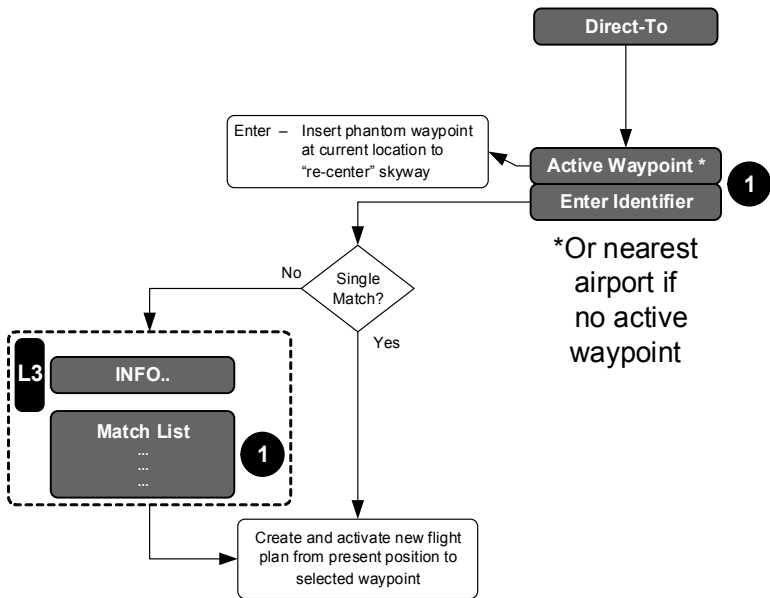 Direct-To
Enter – Insert phantom waypoint
at current location to
“re-center” skyway
Active Waypoint *
Enter Identifier
1
*Or nearest
airport if
no active
waypoint
Single
Match?
No
Yes
L3
INFO..
Match List
...
...
...
1
Create and activate new flight
plan from present position to
selected waypoint